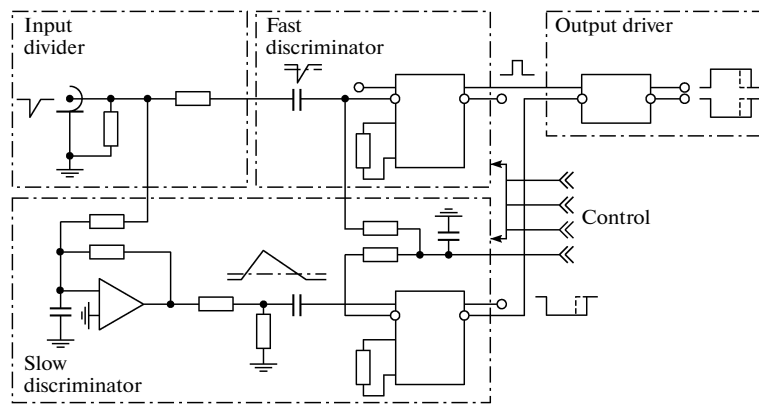 Input
divider
Fast
discriminator
Output driver
Control
Slow
discriminator